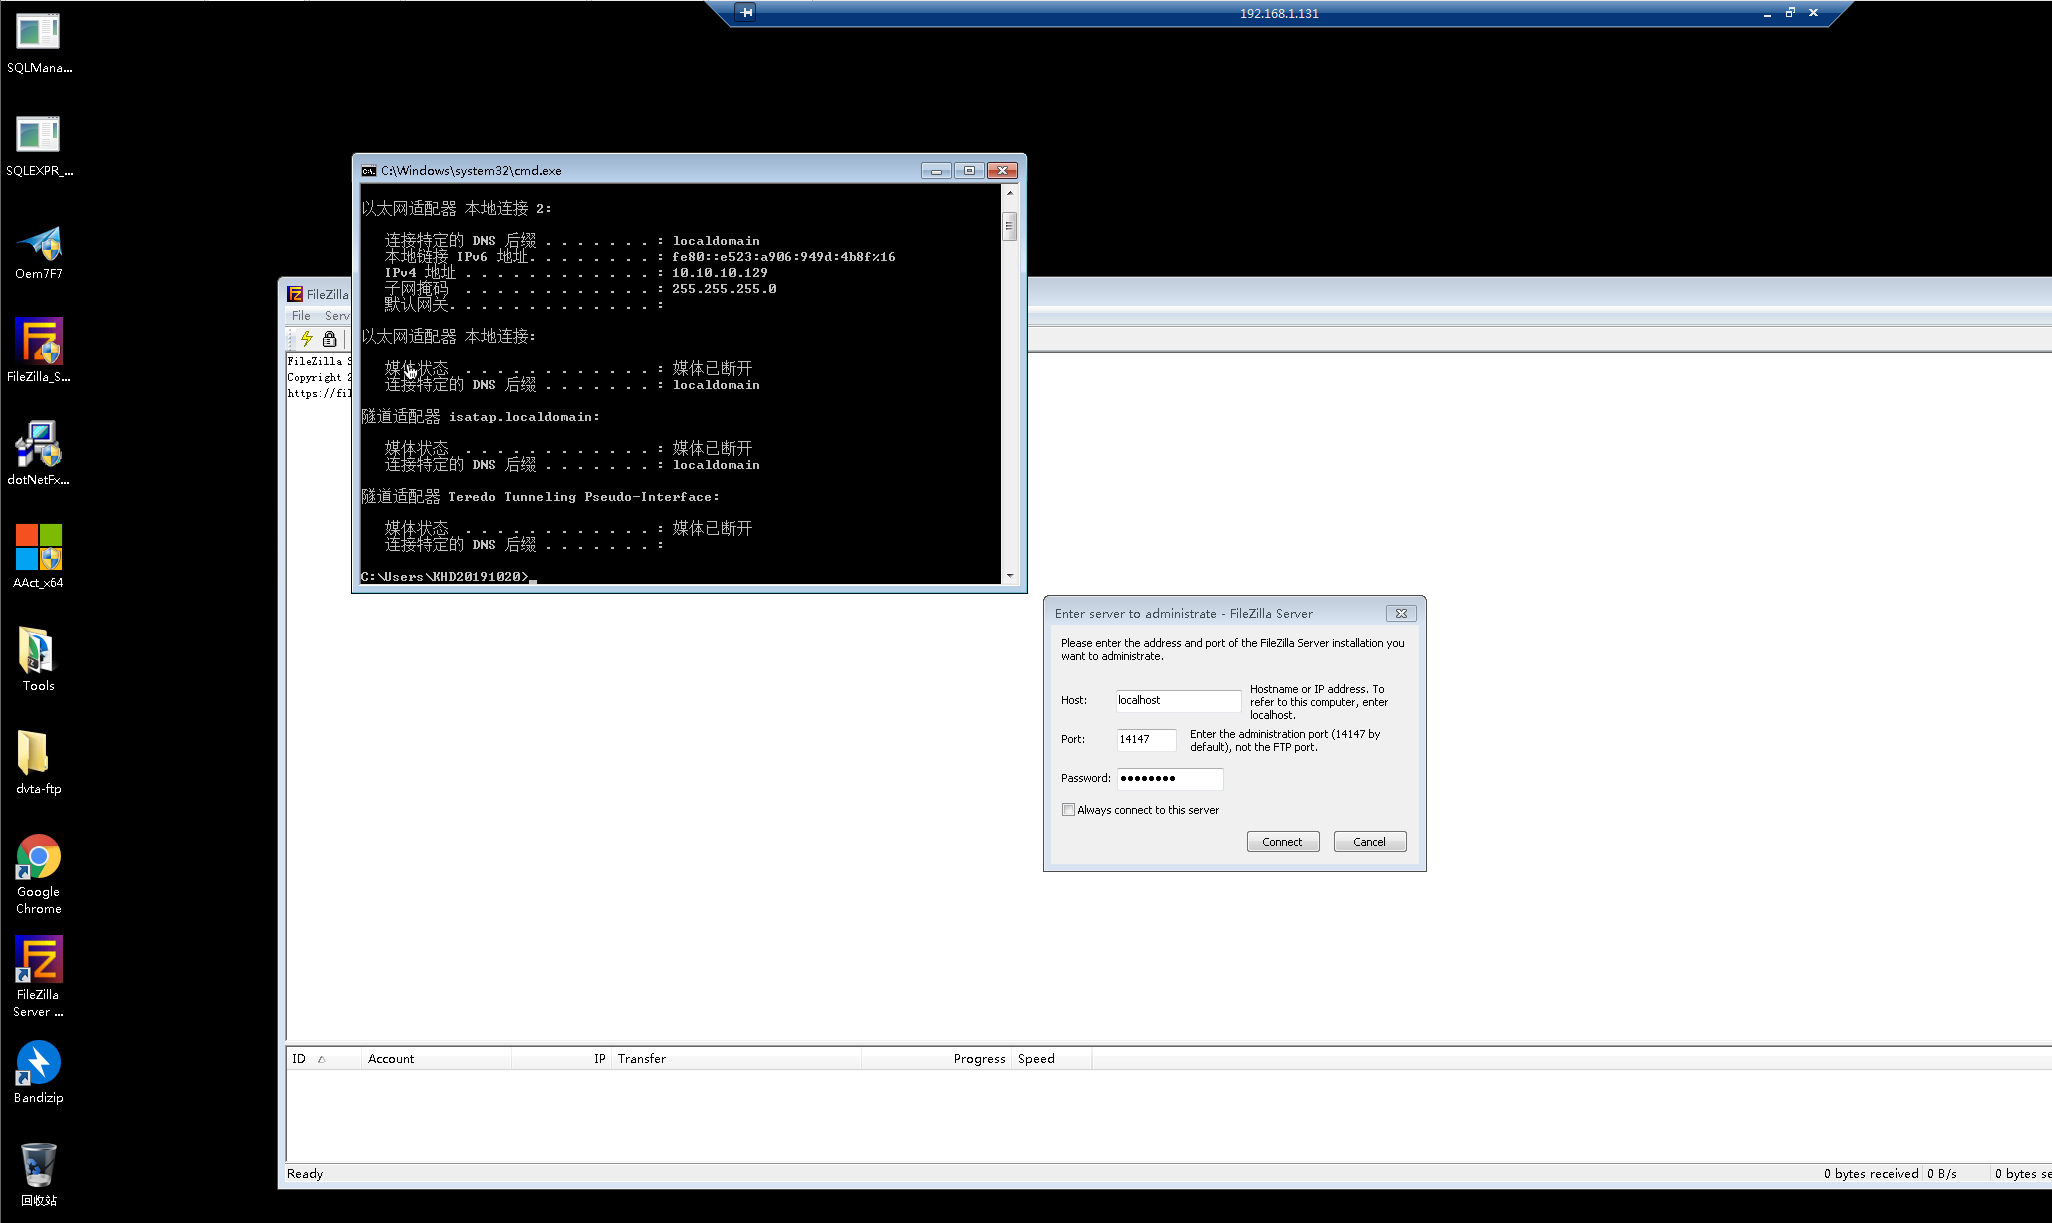 192.168.1.131
SQLMana...
SQLEXPR_...
Oem7F7
FileZilla_S...
dotNetFx...
AAct_x64
Tools
dvta-ftp
Google
Chrome
FileZilla
Server ...
Bandizip
回收站
C:\Windows\system32\cmd.exe
以太网适配器 本地连接 2:
连接特定的 DNS 后缀 . . . . . . . : localdomain
本地链接 IPv6 地址. . . . . . . . : fe80::e523:a906:949d:4b8f%16
IPv4 地址 . . . . . . . . . . . . : 10.10.10.129
子网掩码 . . . . . . . . . . . . : 255.255.255.0
默认网关. . . . . . . . . . . . . :
以太网适配器 本地连接:
媒体状态 . . . . . . . . . . . . : 媒体已断开
连接特定的 DNS 后缀 . . . . . . . : localdomain
隧道适配器 isatap.localdomain:
媒体状态 . . . . . . . . . . . . : 媒体已断开
连接特定的 DNS 后缀 . . . . . . . : localdomain
隧道适配器 Teredo Tunneling Pseudo-Interface:
媒体状态 . . . . . . . . . . . . : 媒体已断开
连接特定的 DNS 后缀 . . . . . . . :
C:\Users\KHD20191020>_
FileZilla
File Serv
FileZilla S
Copyright 2
https://fil
Enter server to administrate - FileZilla Server
Please enter the address and port of the FileZilla Server installation you
want to administrate.
Host: localhost
Hostname or IP address. To
refer to this computer, enter
localhost.
Port: 14147
Enter the administration port (14147 by
default), not the FTP port.
Password: ●●●●●●●●
Always connect to this server
Connect Cancel
ID Account IP Transfer Progress Speed
Ready 0 bytes received 0 B/s 0 bytes se